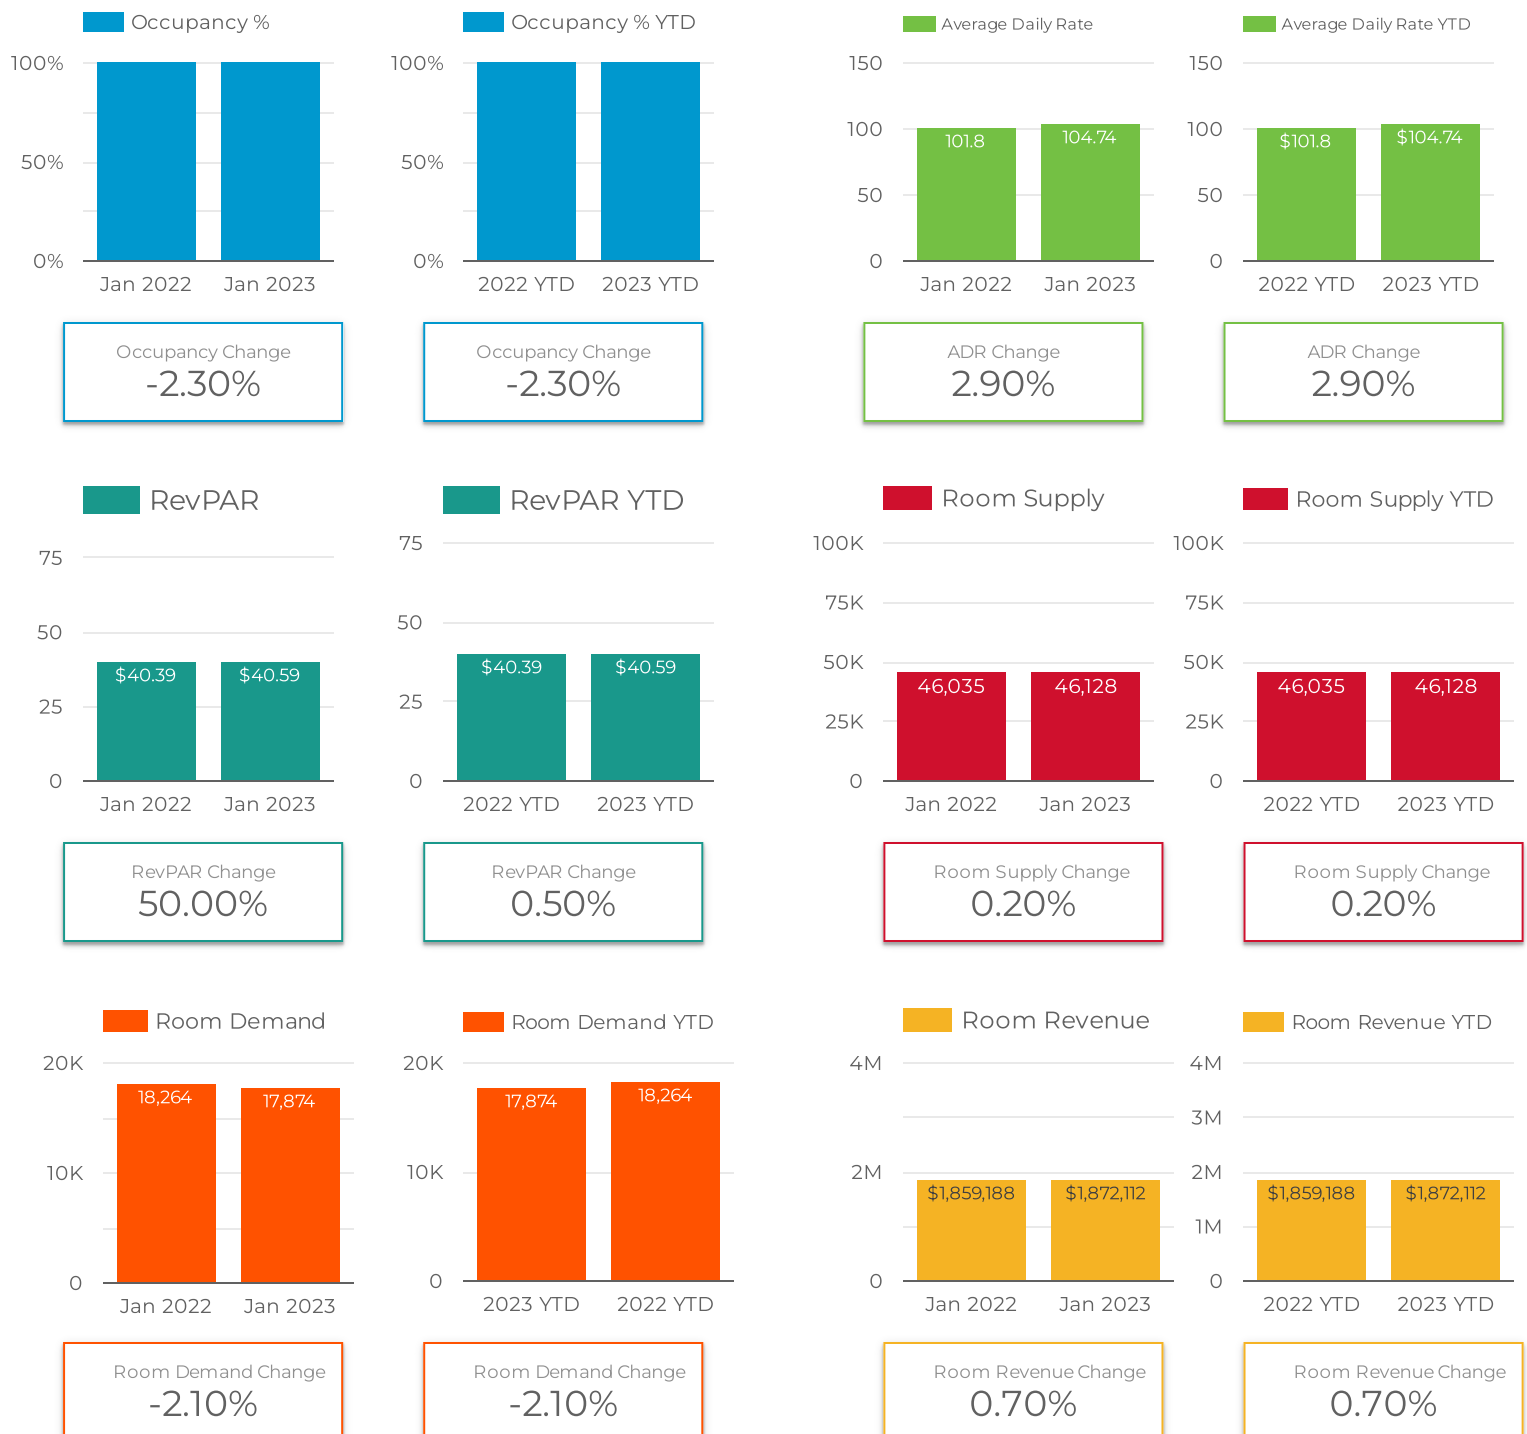 Occupancy %
100%
50%
0%
Jan 2022 Jan 2023
Occupancy Change
-2.30%
Occupancy % YTD
100%
50%
0%
2022 YTD 2023 YTD
Occupancy Change
-2.30%
Average Daily Rate
150
100
50
0
101.8 104.74
Jan 2022 Jan 2023
ADR Change
2.90%
Average Daily Rate YTD
150
100
50
0
$101.8 $104.74
2022 YTD 2023 YTD
ADR Change
2.90%
RevPAR
75
50
25
0
$40.39 $40.59
Jan 2022 Jan 2023
RevPAR Change
50.00%
RevPAR YTD
75
50
25
0
$40.39 $40.59
2022 YTD 2023 YTD
RevPAR Change
0.50%
Room Supply
100K
75K
50K
25K
0
46,035 46,128
Jan 2022 Jan 2023
Room Supply Change
0.20%
Room Supply YTD
100K
75K
50K
25K
0
46,035 46,128
2022 YTD 2023 YTD
Room Supply Change
0.20%
Room Demand
20K
10K
0
18,264 17,874
Jan 2022 Jan 2023
Room Demand Change
-2.10%
Room Demand YTD
20K
10K
0
17,874 18,264
2023 YTD 2022 YTD
Room Demand Change
-2.10%
Room Revenue
4M
2M
0
$1,859,188 $1,872,112
Jan 2022 Jan 2023
Room Revenue Change
0.70%
Room Revenue YTD
4M
3M
2M
1M
0
$1,859,188 $1,872,112
2022 YTD 2023 YTD
Room Revenue Change
0.70%